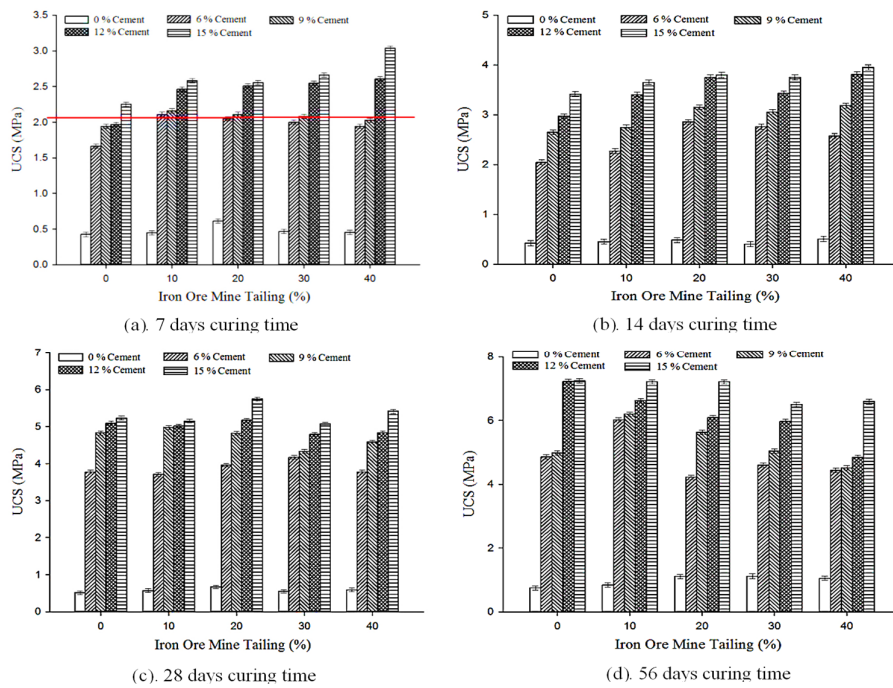 0 % Cement 6 % Cement 9 % Cement
12 % Cement 15 % Cement
3.5
3.0
2.5
2.0
1.5
1.0
0.5
0.0
UCS (MPa)
0 10 20 30 40
Iron Ore Mine Tailing (%)
(a). 7 days curing time
0 % Cement 6 % Cement 9 % Cement
12 % Cement 15 % Cement
5
4
3
2
1
0
UCS (MPa)
0 10 20 30 40
Iron Ore Mine Tailing (%)
(b). 14 days curing time
0 % Cement 6 % Cement 9 % Cement
12 % Cement 15 % Cement
7
6
5
4
3
2
1
0
UCS (MPa)
0 10 20 30 40
Iron Ore Mine Tailing (%)
(c). 28 days curing time
0 % Cement 6 % Cement 9 % Cement
12 % Cement 15 % Cement
8
6
4
2
0
UCS (MPa)
0 10 20 30 40
Iron Ore Mine Tailing (%)
(d). 56 days curing time